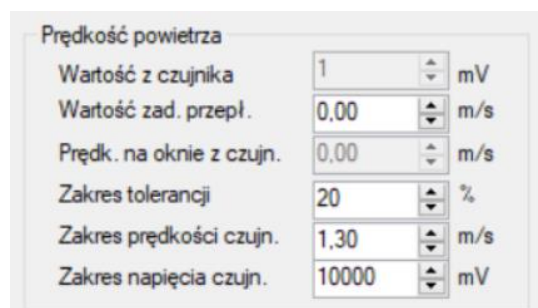 Prędkość powietrza
Wartość z czujnika 1 mV
Wartość zad. przepł. 0,00 m/s
Prędk. na oknie z czujn. 0,00 m/s
Zakres tolerancji 20 %
Zakres prędkości czujn. 1,30 m/s
Zakres napięcia czujn. 10000 mV